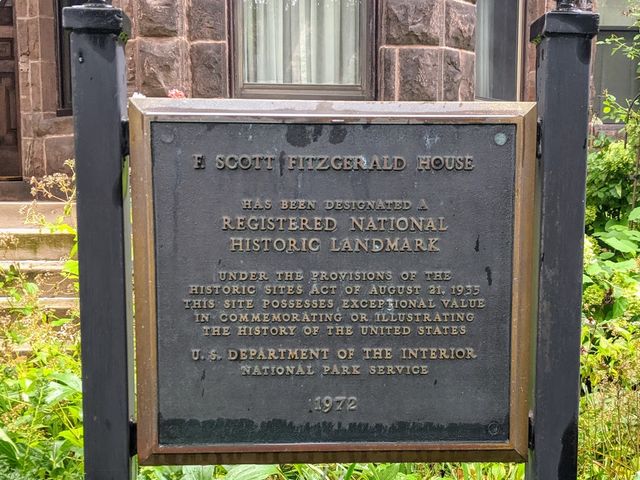 F. SCOTT FITZGERALD HOUSE
HAS BEEN DESIGNATED A
REGISTERED NATIONAL
HISTORIC LANDMARK
UNDER THE PROVISIONS OF THE
HISTORIC SITES ACT OF AUGUST 21, 1935
THIS SITE POSSESSES EXCEPTIONAL VALUE
IN COMMEMORATING OR ILLUSTRATING
THE HISTORY OF THE UNITED STATES
U. S. DEPARTMENT OF THE INTERIOR
NATIONAL PARK SERVICE
1972